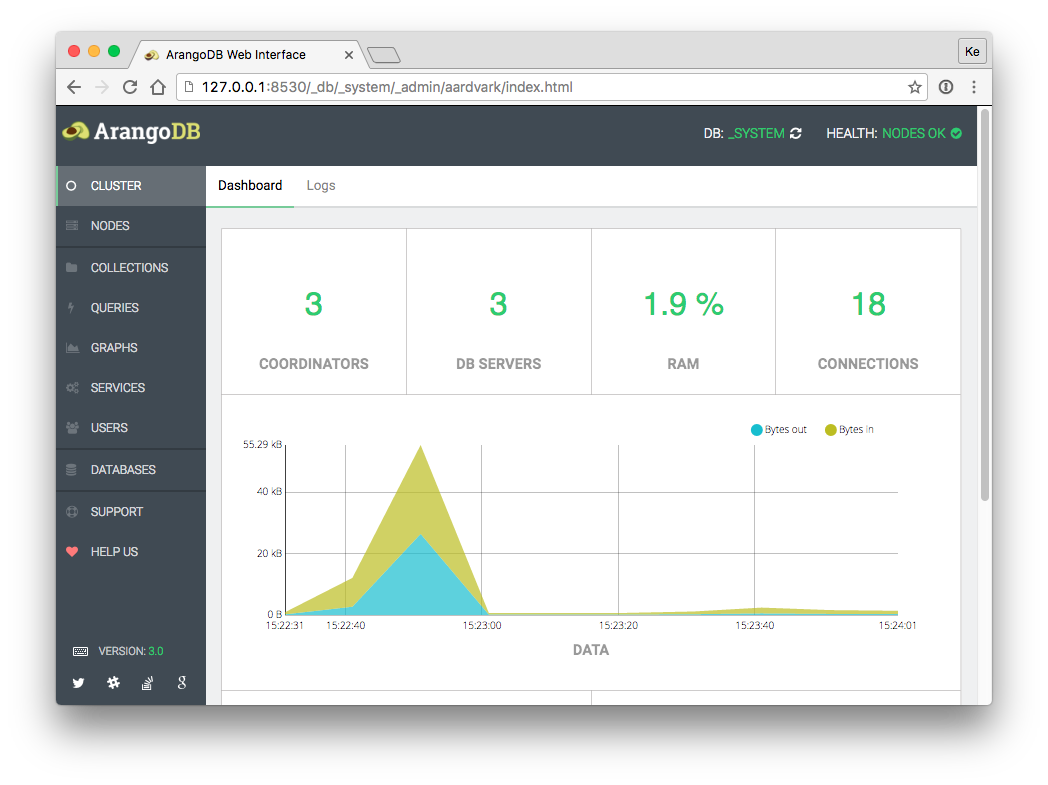 ArangoDB Web Interface
Ke
127.0.0.1:8530/_db/_system/_admin/aardvark/index.html
ArangoDB
DB: _SYSTEM
HEALTH: NODES OK
CLUSTER
NODES
COLLECTIONS
QUERIES
GRAPHS
SERVICES
USERS
DATABASES
SUPPORT
HELP US
VERSION: 3.0
Dashboard
Logs
3
COORDINATORS
3
DB SERVERS
1.9 %
RAM
18
CONNECTIONS
Bytes out
Bytes in
55.29 kB
40 kB
20 kB
0 B
15:22:31
15:22:40
15:23:00
15:23:20
15:23:40
15:24:01
DATA